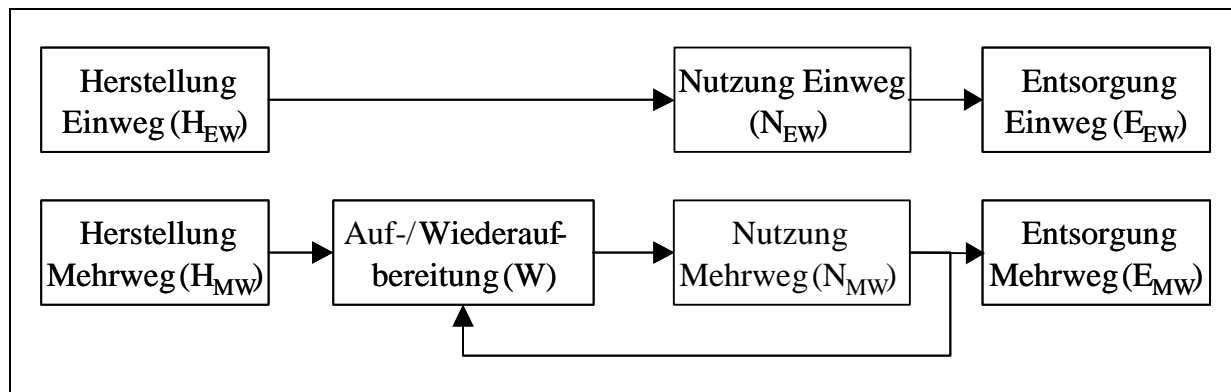 Herstellung
Einweg (H_EW)
Nutzung Einweg
(N_EW)
Entsorgung
Einweg (E_EW)
Herstellung
Mehrweg (H_MW)
Auf-/Wiederauf-
bereitung (W)
Nutzung
Mehrweg (N_MW)
Entsorgung
Mehrweg (E_MW)